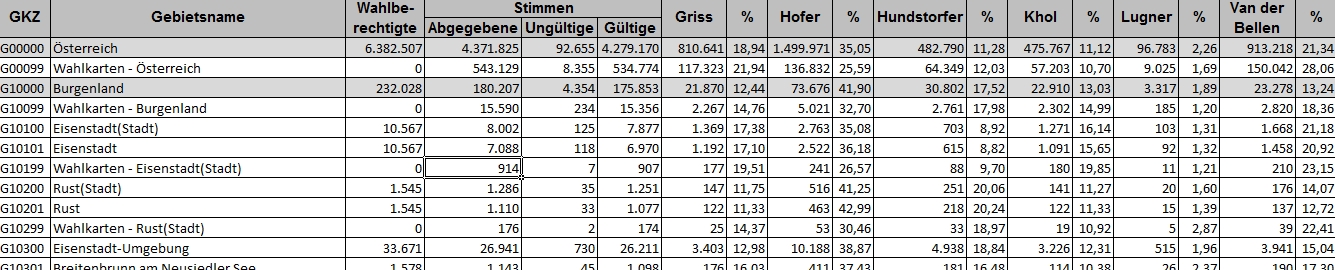 GKZ Gebietsname Wahlbe-rechtigte Stimmen Abgegebene Ungültige Gültige Griss % Hofer % Hundstorfer % Khol % Lugner % Van der Bellen %
G00000 Österreich 6.382.507 4.371.825 92.655 4.279.170 810.641 18,94 1.499.971 35,05 482.790 11,28 475.767 11,12 96.783 2,26 913.218 21,34
G00099 Wahlkarten - Österreich 0 543.129 8.355 534.774 117.323 21,94 136.832 25,59 64.349 12,03 57.203 10,70 9.025 1,69 150.042 28,06
G10000 Burgenland 232.028 180.207 4.354 175.853 21.870 12,44 73.676 41,90 30.802 17,52 22.910 13,03 3.317 1,89 23.278 13,24
G10099 Wahlkarten - Burgenland 0 15.590 234 15.356 2.267 14,76 5.021 32,70 2.761 17,98 2.302 14,99 185 1,20 2.820 18,36
G10100 Eisenstadt(Stadt) 10.567 8.002 125 7.877 1.369 17,38 2.763 35,08 703 8,92 1.271 16,14 103 1,31 1.668 21,18
G10101 Eisenstadt 10.567 7.088 118 6.970 1.192 17,10 2.522 36,18 615 8,82 1.091 15,65 92 1,32 1.458 20,92
G10199 Wahlkarten - Eisenstadt(Stadt) 0 914 7 907 177 19,51 241 26,57 88 9,70 180 19,85 11 1,21 210 23,15
G10200 Rust(Stadt) 1.545 1.286 35 1.251 147 11,75 516 41,25 251 20,06 141 11,27 20 1,60 176 14,07
G10201 Rust 1.545 1.110 33 1.077 122 11,33 463 42,99 218 20,24 122 11,33 15 1,39 137 12,72
G10299 Wahlkarten - Rust(Stadt) 0 176 2 174 25 14,37 53 30,46 33 18,97 19 10,92 5 2,87 39 22,41
G10300 Eisenstadt-Umgebung 33.671 26.941 730 26.211 3.403 12,98 10.188 38,87 4.938 18,84 3.226 12,31 515 1,96 3.941 15,04
G10301 Breitenbrunn am Neusiedler See 1.578 1.143 45 1.098 176 16,03 411 37,43 181 16,48 114 10,38 26 2,37 190 17,30